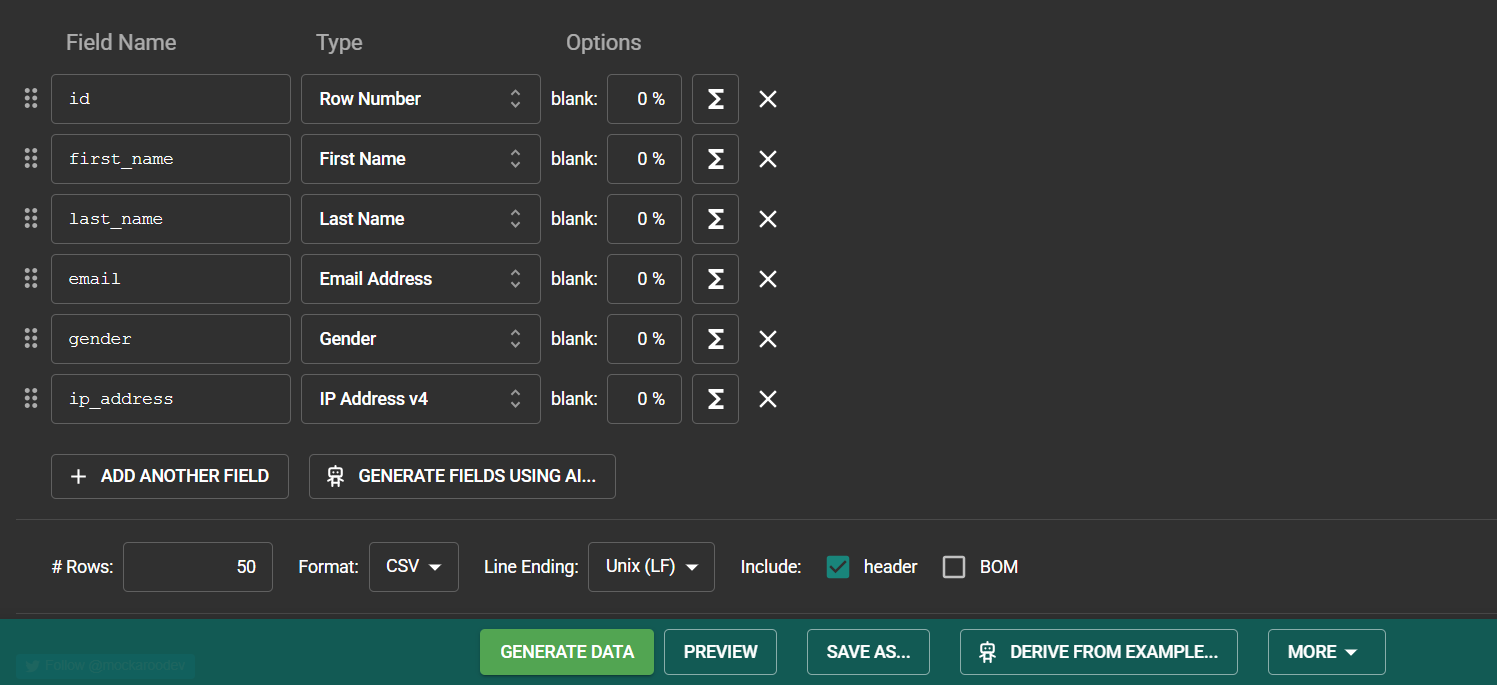 Field Name Type Options
id Row Number blank: 0 % Σ
first_name First Name blank: 0 % Σ
last_name Last Name blank: 0 % Σ
email Email Address blank: 0 % Σ
gender Gender blank: 0 % Σ
ip_address IP Address v4 blank: 0 % Σ
+ ADD ANOTHER FIELD GENERATE FIELDS USING AI...
# Rows: 50 Format: CSV Line Ending: Unix (LF) Include: header BOM
GENERATE DATA PREVIEW SAVE AS... DERIVE FROM EXAMPLE... MORE
Follow @mockaroodev